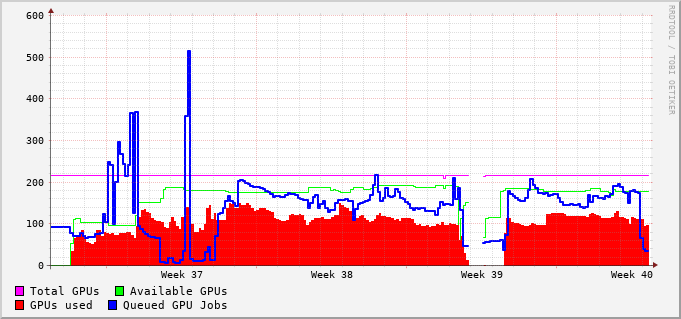 600
500
400
300
200
100
0
Week 37 Week 38 Week 39 Week 40
Total GPUs Available GPUs
GPUs used Queued GPU Jobs
RRDTOOL / TOBI OETIKER